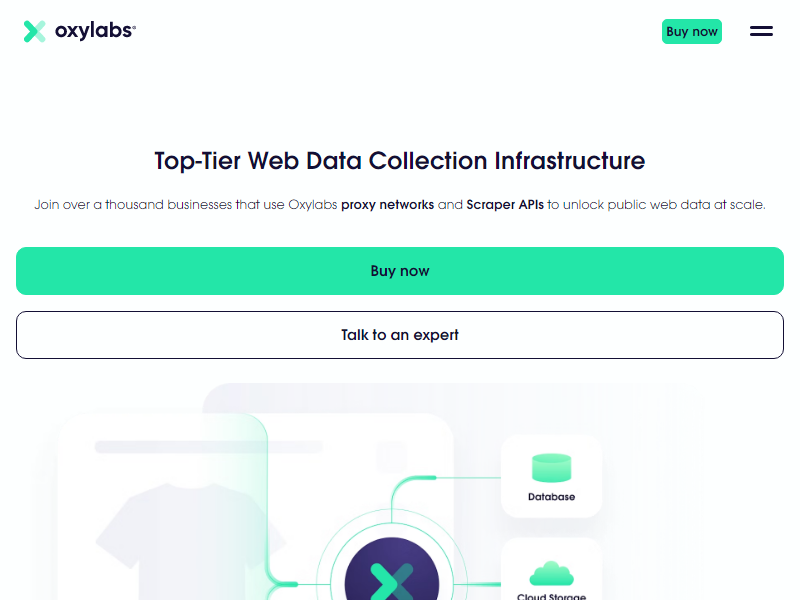 oxylabs®
Buy now
Top-Tier Web Data Collection Infrastructure
Join over a thousand businesses that use Oxylabs proxy networks and Scraper APIs to unlock public web data at scale.
Buy now
Talk to an expert
Database
Cloud Storage